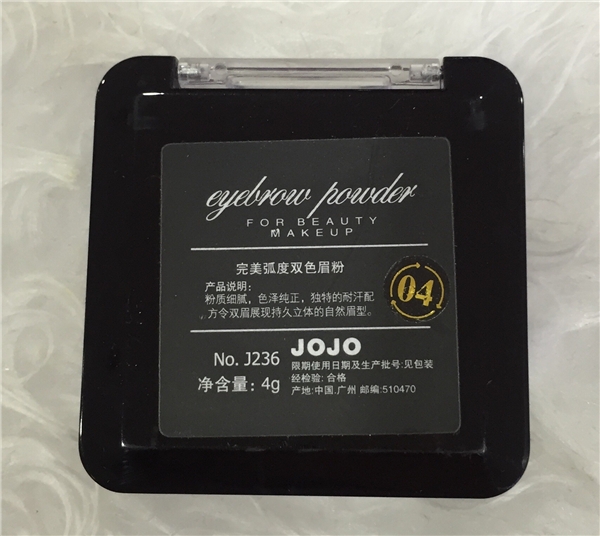 eyebrow powder
FOR BEAUTY
MAKEUP
完美弧度双色眉粉
产品说明:
粉质细腻，色泽纯正，独特的耐汗配
方令双眉展现持久立体的自然眉型。
04
No. J236
净含量: 4g
JOJO
限期使用日期及生产批号:见包装
经检验: 合格
产地:中国.广州 邮编:510470